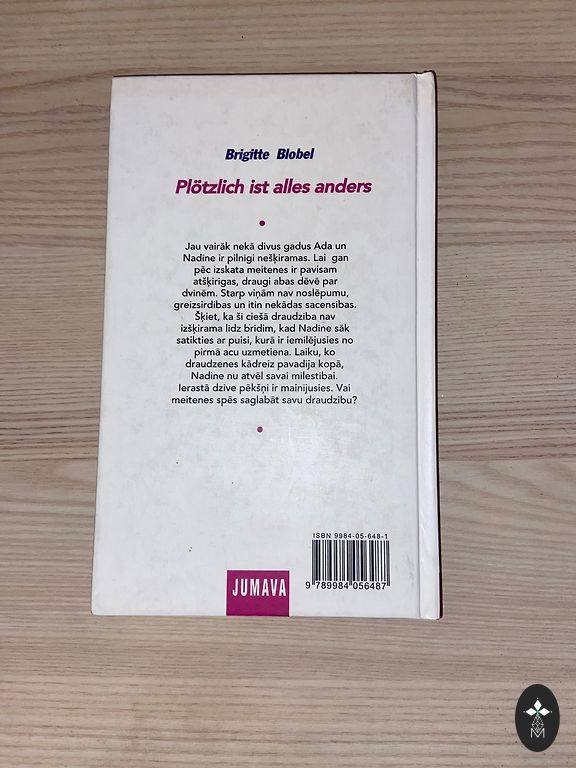 Brigitte Blobel
Plötzlich ist alles anders
Jau vairāk nekā divus gadus Ada un
Nadine ir pilnīgi nešķiramas. Lai gan
pēc izskata meitenes ir pavisam
atšķirīgas, draugi abas dēvē par
dvīnēm. Starp viņām nav noslēpumu,
greizsirdības un itin nekādas sacensības.
Šķiet, ka ši ciešā draudzība nav
izšķirama līdz brīdim, kad Nadine sāk
satikties ar puisi, kurā ir iemīlējusies no
pirmā acu uzmetiena. Laiku, ko
draudzenes kādreiz pavadīja kopā,
Nadine nu atvēl savai mīlestībai.
Ierastā dzīve pēkšņi ir mainījusies. Vai
meitenes spēs saglabāt savu draudzību?
ISBN 9984-05-648-1
9 789984 056487
JUMAVA
M